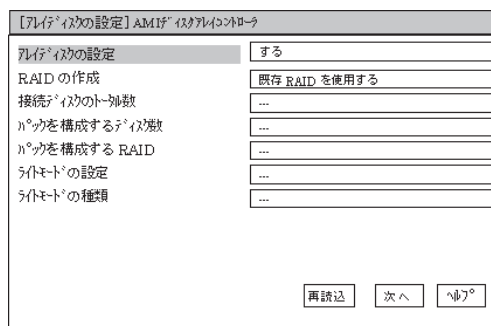 [ｱﾚｲﾃﾞｨｽｸの設定] AMIﾃﾞｨｽｸｱﾚｲｺﾝﾄﾛｰﾗ
ｱﾚｲﾃﾞｨｽｸの設定 する
RAID の作成 既存 RAID を使用する
接続ﾃﾞｨｽｸのﾄｰﾀﾙ数 ---
ﾊﾟｯｸを構成するﾃﾞｨｽｸ数 ---
ﾊﾟｯｸを構成する RAID ---
ﾗｲﾄﾓｰﾄﾞの設定 ---
ﾗｲﾄﾓｰﾄﾞの種類 ---
再読込 次へ ﾍﾙﾌﾟ